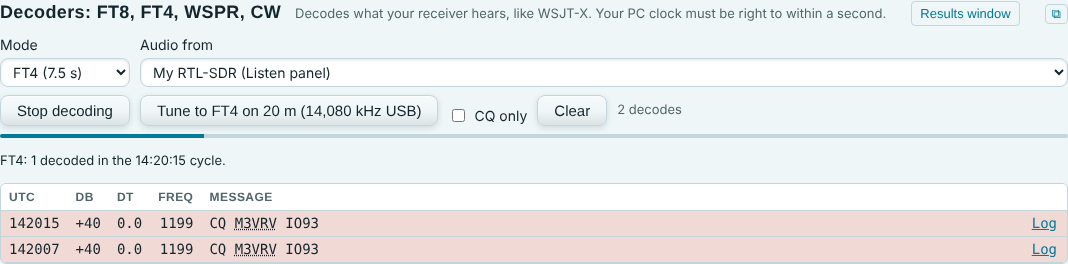 Decoders: FT8, FT4, WSPR, CW Decodes what your receiver hears, like WSJT-X. Your PC clock must be right to within a second. Results window
Mode Audio from
FT4 (7.5 s) My RTL-SDR (Listen panel)
Stop decoding Tune to FT4 on 20 m (14,080 kHz USB) CQ only Clear 2 decodes
FT4: 1 decoded in the 14:20:15 cycle.
UTC DB DT FREQ MESSAGE
142015 +40 0.0 1199 CQ M3VRV IO93 Log
142007 +40 0.0 1199 CQ M3VRV IO93 Log